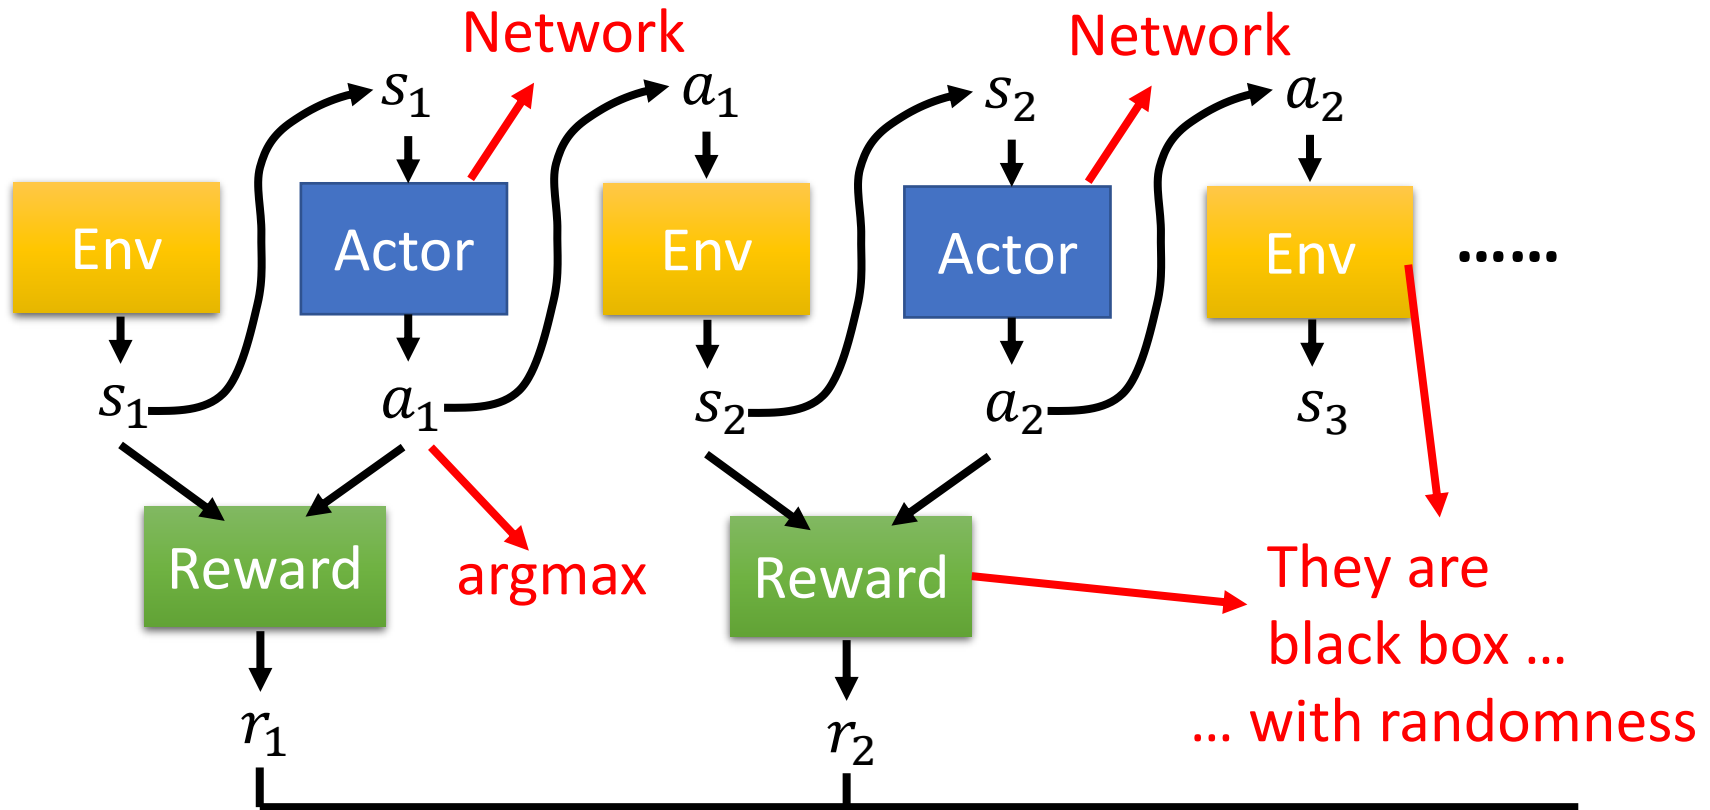 Network
Network
s₁
a₁
s₂
a₂
Env
Actor
Env
Actor
Env
......
s₁
a₁
s₂
a₂
s₃
Reward
argmax
Reward
They are
black box ...
... with randomness
r₁
r₂